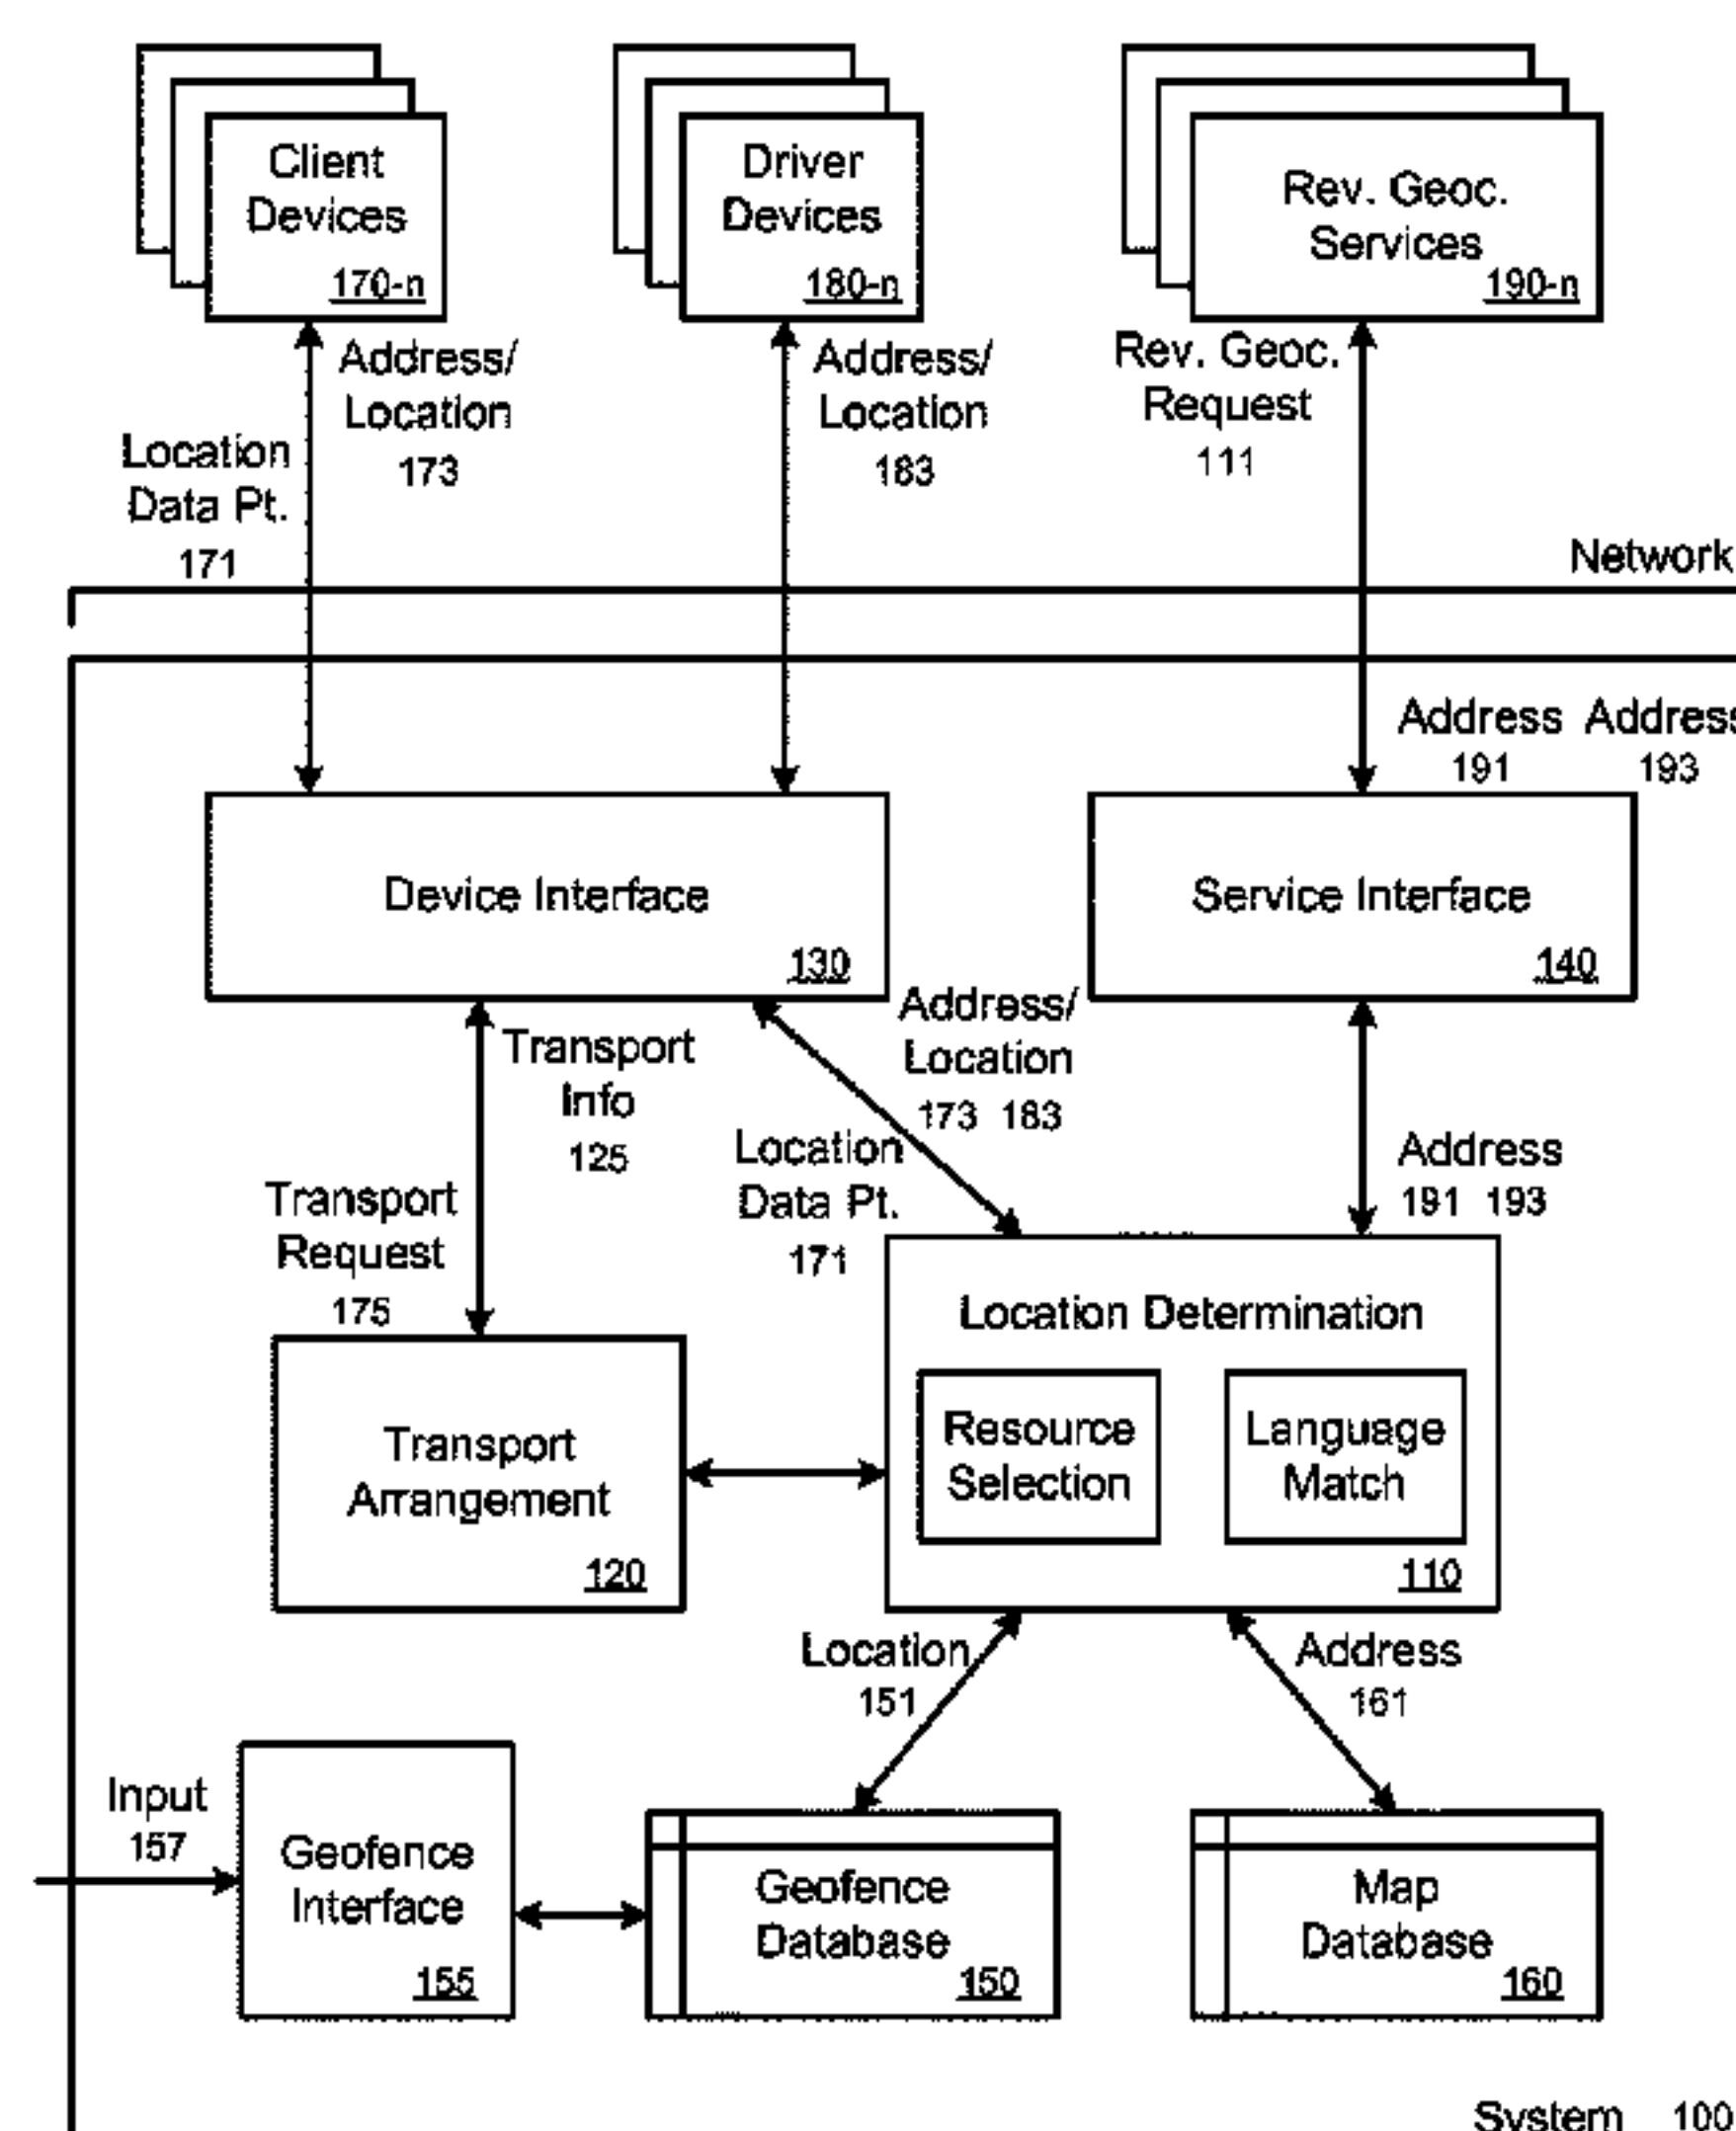 Client
Devices
170-n
Driver
Devices
180-n
Rev. Geoc.
Services
190-n
Address/
Location
173
Location
Data Pt.
171
Address/
Location
183
Rev. Geoc.
Request
111
Network
Address Address
191 193
Device Interface
130
Service Interface
140
Transport
Info
125
Transport
Request
175
Address/
Location
173 183
Location
Data Pt.
171
Address
191 193
Location Determination
Resource
Selection
Language
Match
110
Transport
Arrangement
120
Location
151
Address
161
Input
157
Geofence
Interface
155
Geofence
Database
150
Map
Database
160
System 100